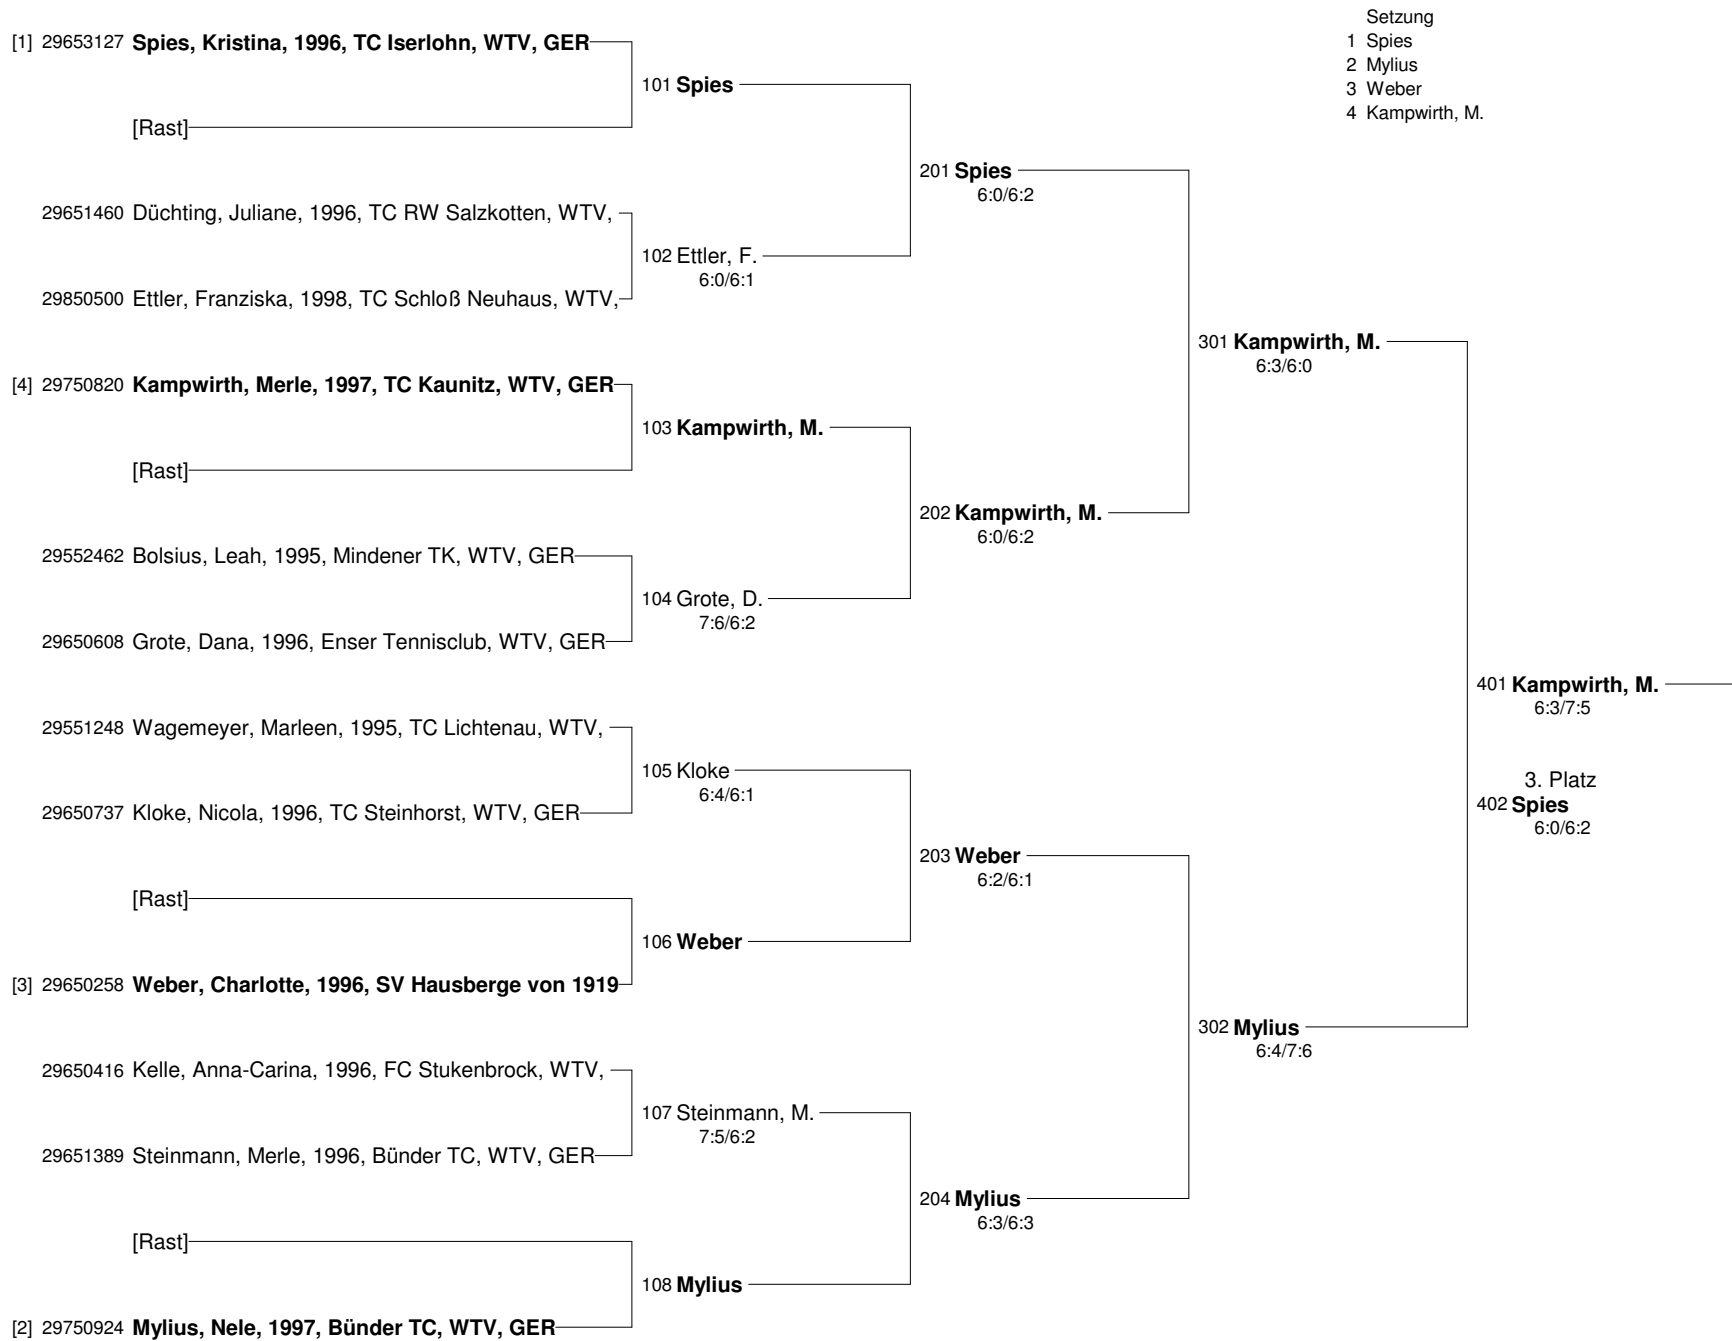 Setzung
1 Spies
2 Mylius
3 Weber
4 Kampwirth, M.
[1] 29653127 Spies, Kristina, 1996, TC Iserlohn, WTV, GER
101 Spies
[Rast]
201 Spies
6:0/6:2
29651460 Düchting, Juliane, 1996, TC RW Salzkotten, WTV,
102 Ettler, F.
6:0/6:1
29850500 Ettler, Franziska, 1998, TC Schloß Neuhaus, WTV,
301 Kampwirth, M.
6:3/6:0
[4] 29750820 Kampwirth, Merle, 1997, TC Kaunitz, WTV, GER
103 Kampwirth, M.
[Rast]
202 Kampwirth, M.
6:0/6:2
29552462 Bolsius, Leah, 1995, Mindener TK, WTV, GER
104 Grote, D.
7:6/6:2
29650608 Grote, Dana, 1996, Enser Tennisclub, WTV, GER
401 Kampwirth, M.
6:3/7:5
29551248 Wagemeyer, Marleen, 1995, TC Lichtenau, WTV,
105 Kloke
6:4/6:1
3. Platz
402 Spies
6:0/6:2
29650737 Kloke, Nicola, 1996, TC Steinhorst, WTV, GER
203 Weber
6:2/6:1
[Rast]
106 Weber
[3] 29650258 Weber, Charlotte, 1996, SV Hausberge von 1919
302 Mylius
6:4/7:6
29650416 Kelle, Anna-Carina, 1996, FC Stukenbrock, WTV,
107 Steinmann, M.
7:5/6:2
29651389 Steinmann, Merle, 1996, Bünder TC, WTV, GER
204 Mylius
6:3/6:3
[Rast]
108 Mylius
[2] 29750924 Mylius, Nele, 1997, Bünder TC, WTV, GER